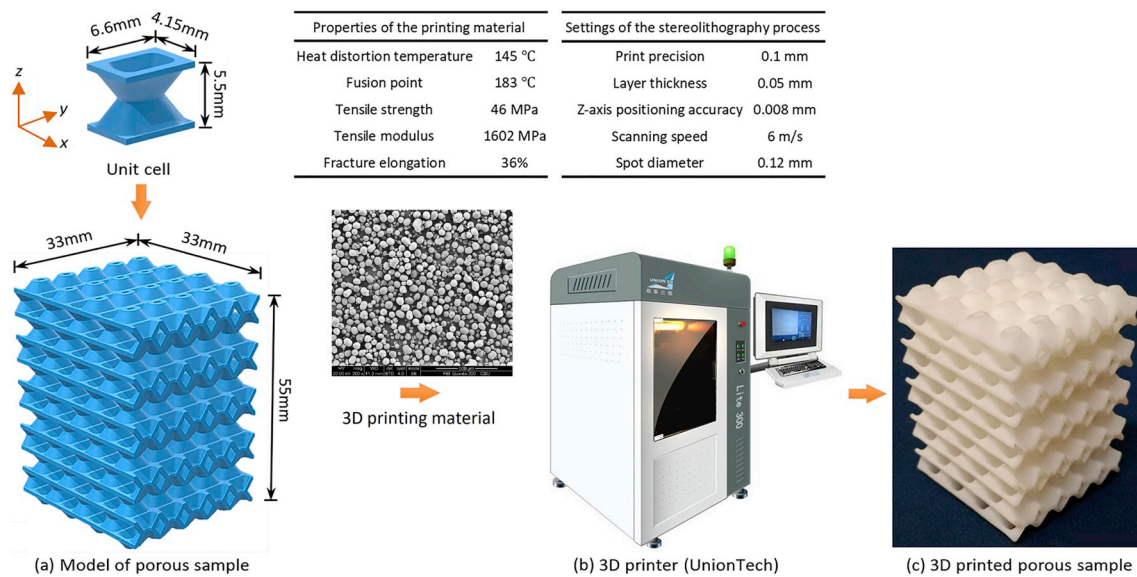 6.6mm
4.15mm
5.5mm
z
y
x
Unit cell
33mm
33mm
55mm
(a) Model of porous sample
Properties of the printing material
Heat distortion temperature 145 ℃
Fusion point 183 ℃
Tensile strength 46 MPa
Tensile modulus 1602 MPa
Fracture elongation 36%
Settings of the stereolithography process
Print precision 0.1 mm
Layer thickness 0.05 mm
Z-axis positioning accuracy 0.008 mm
Scanning speed 6 m/s
Spot diameter 0.12 mm
3D printing material
Lite 300
(b) 3D printer (UnionTech)
(c) 3D printed porous sample